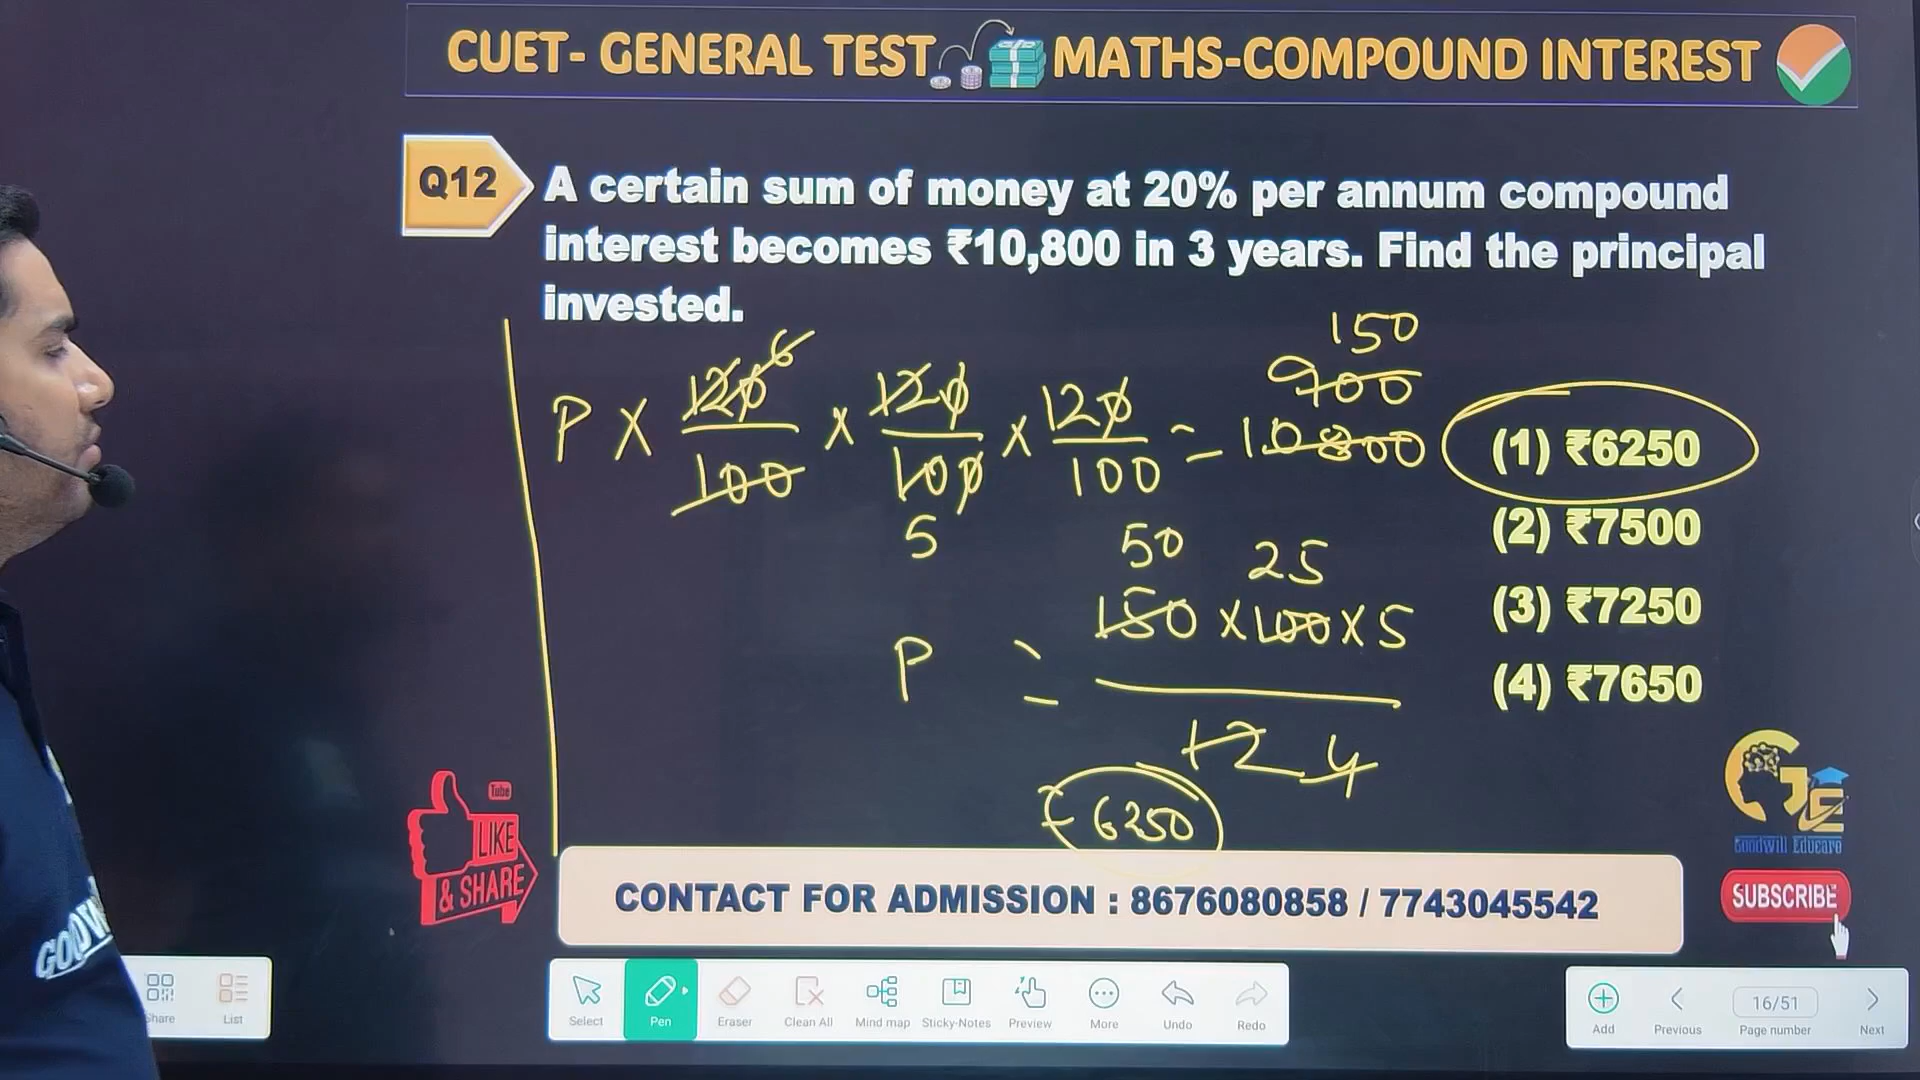 CUET- GENERAL TEST MATHS-COMPOUND INTEREST
Q12
A certain sum of money at 20% per annum compound
interest becomes ₹10,800 in 3 years. Find the principal
invested.
150
900
P × 120/100 × 120/100 × 120/100 = 10800
6
5
50 25
P = 150 × 100 × 5
12 4
₹ 6250
(1) ₹6250
(2) ₹7500
(3) ₹7250
(4) ₹7650
Tube
LIKE
& SHARE
Goodwill Educare
SUBSCRIBE
CONTACT FOR ADMISSION : 8676080858 / 7743045542
Share List
Select Pen Eraser Clean All Mind map Sticky-Notes Preview More Undo Redo
Add Previous 16/51 Page number Next